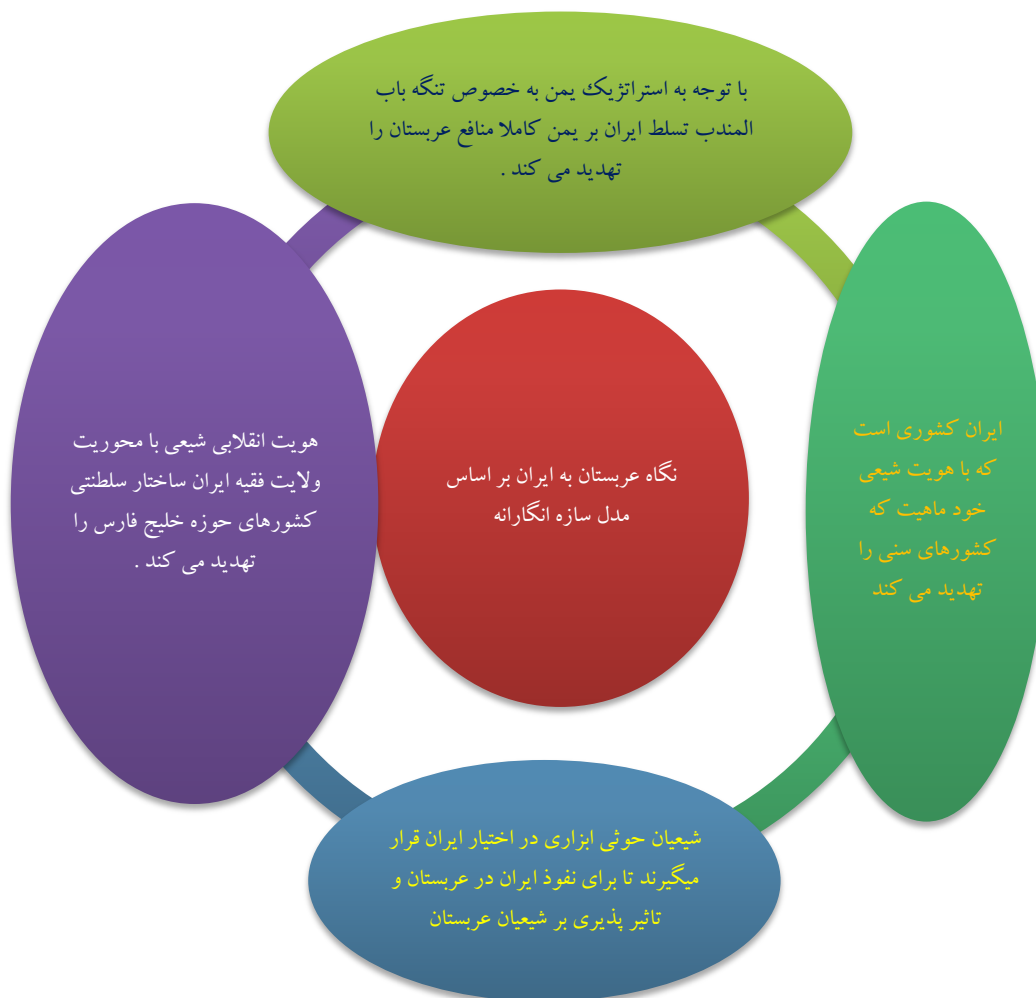 با توجه به استراتژیک یمن به خصوص تنگه باب
المندب تسلط ایران بر یمن کاملا منافع عربستان را
تهدید می کند .
ایران کشوری است
که با هویت شیعی
خود ماهیت که
کشورهای سنی را
تهدید می کند
نگاه عربستان به ایران بر اساس
مدل سازه انگارانه
هویت انقلابی شیعی با محوریت
ولایت فقیه ایران ساختار سلطنتی
کشورهای حوزه خلیج فارس را
تهدید می کند .
شیعیان حوثی ابزاری در اختیار ایران قرار
میگیرند تا برای نفوذ ایران در عربستان و
تاثیر پذیری بر شیعیان عربستان